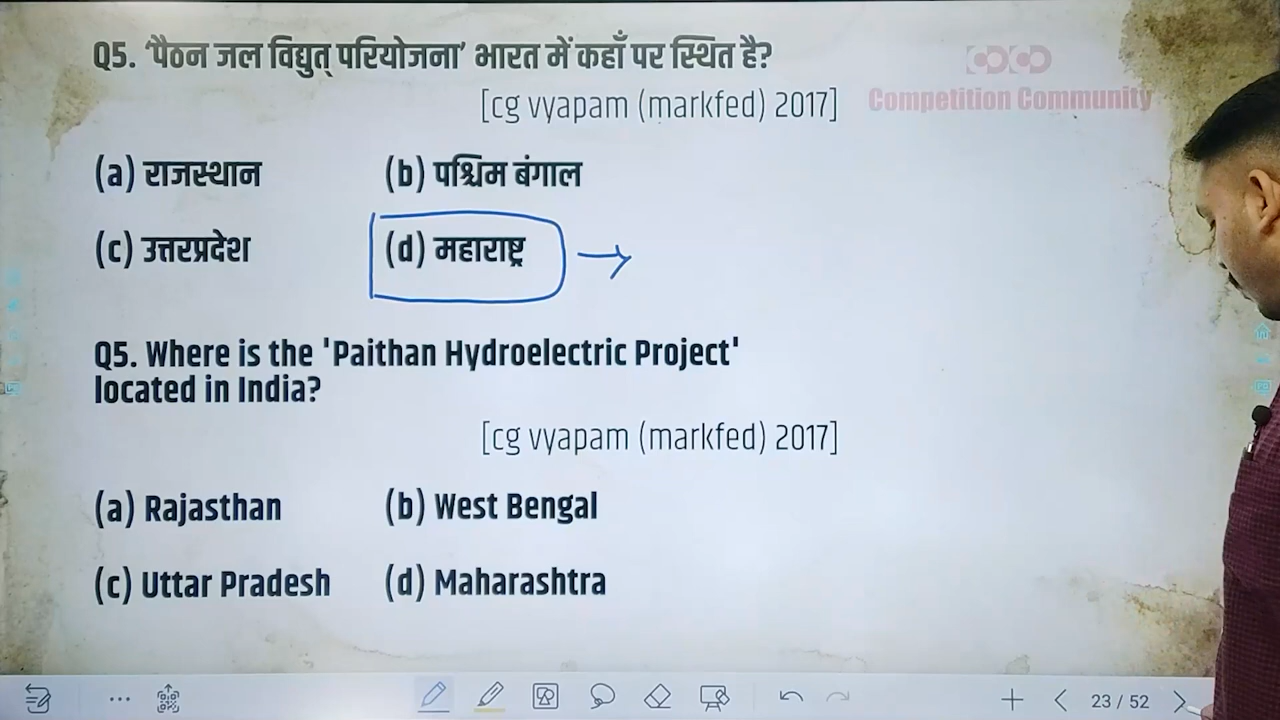 Q5. ‘पैठन जल विद्युत् परियोजना’ भारत में कहाँ पर स्थित है?
[cg vyapam (markfed) 2017]
Competition Community
(a) राजस्थान (b) पश्चिम बंगाल
(c) उत्तरप्रदेश (d) महाराष्ट्र
Q5. Where is the 'Paithan Hydroelectric Project'
located in India?
[cg vyapam (markfed) 2017]
(a) Rajasthan (b) West Bengal
(c) Uttar Pradesh (d) Maharashtra
23 / 52